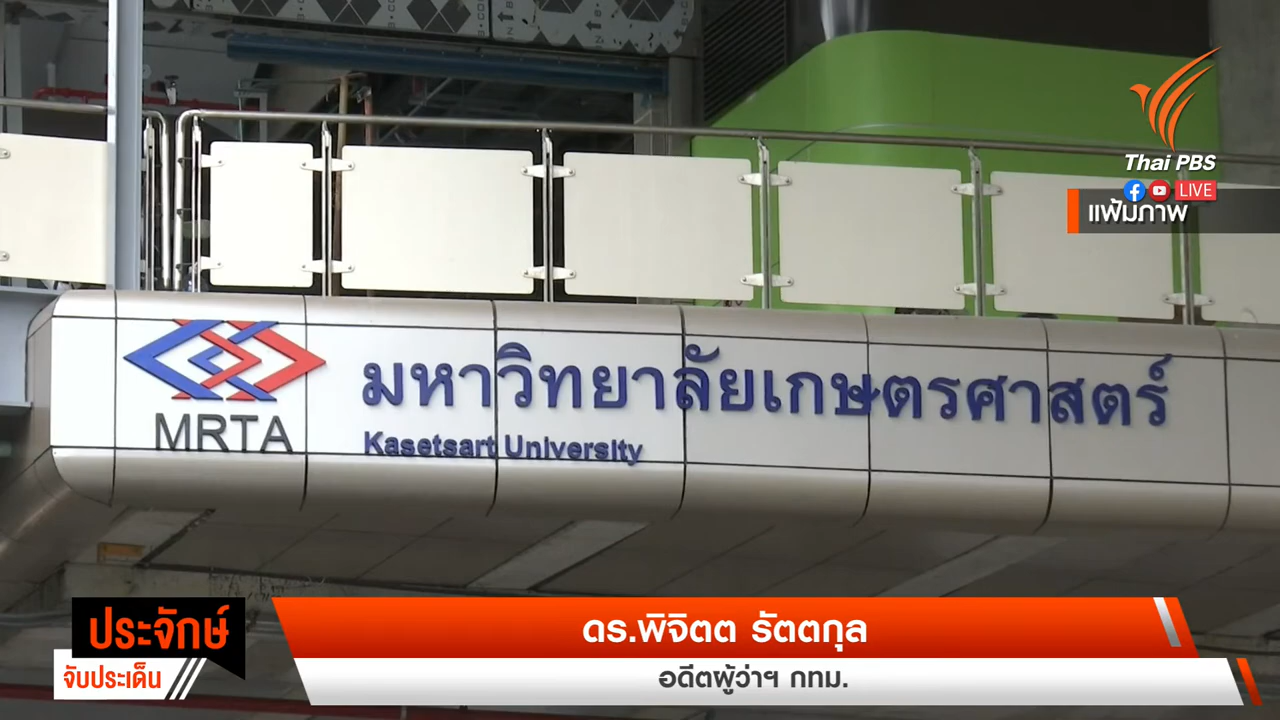 Thai PBS
LIVE
แฟ้มภาพ
MRTA
มหาวิทยาลัยเกษตรศาสตร์
Kasetsart University
ประจักษ์
จับประเด็น
ดร.พิจิตต รัตตกุล
อดีตผู้ว่าฯ กทม.